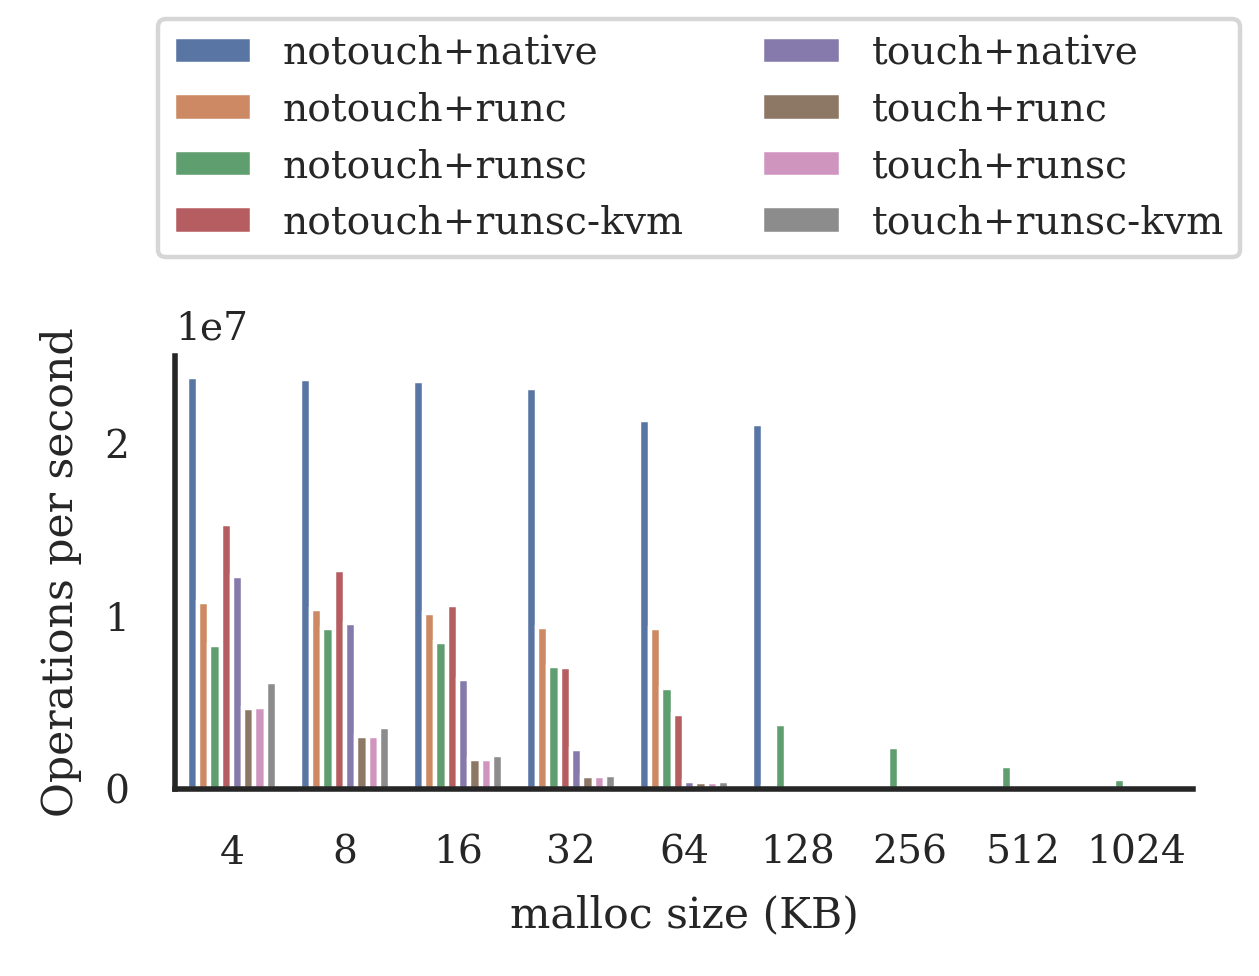 notouch+native
notouch+runc
notouch+runsc
notouch+runsc-kvm
touch+native
touch+runc
touch+runsc
touch+runsc-kvm
1e7
Operations per second
2
1
0
4 8 16 32 64 128 256 512 1024
malloc size (KB)